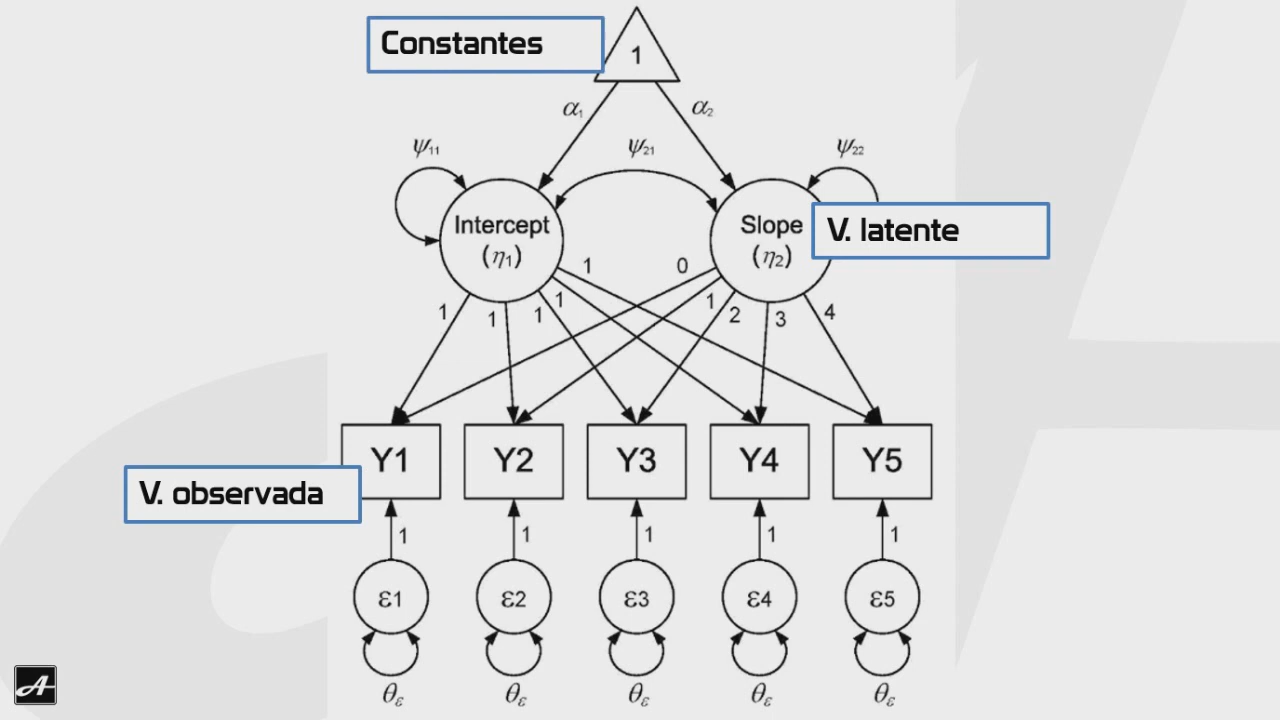 Constantes
1
α₁ α₂
ψ₁₁ ψ₂₁ ψ₂₂
Intercept Slope V. latente
(η₁) (η₂)
1 0
1 1 1 1 1 2 3 4
Y1 Y2 Y3 Y4 Y5
V. observada
1 1 1 1 1
ε1 ε2 ε3 ε4 ε5
θε θε θε θε θε
A